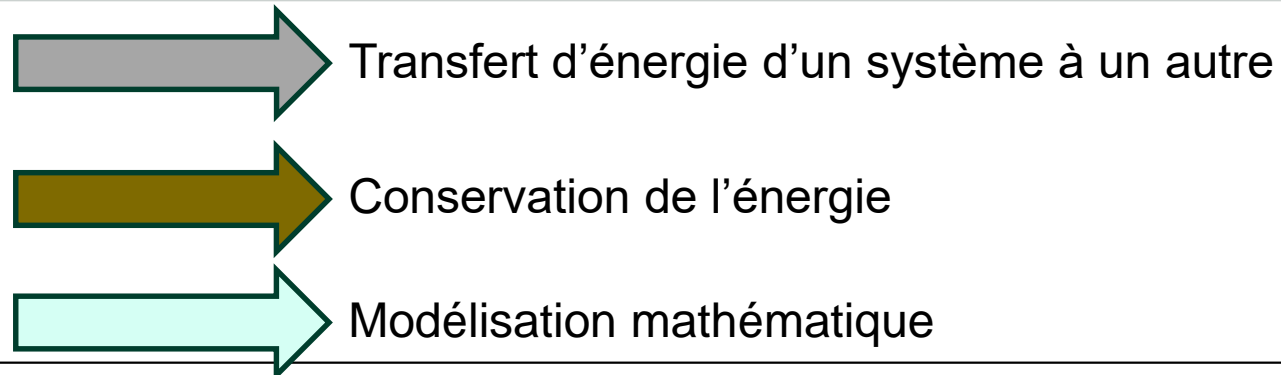 Transfert d’énergie d’un système à un autre
Conservation de l’énergie
Modélisation mathématique